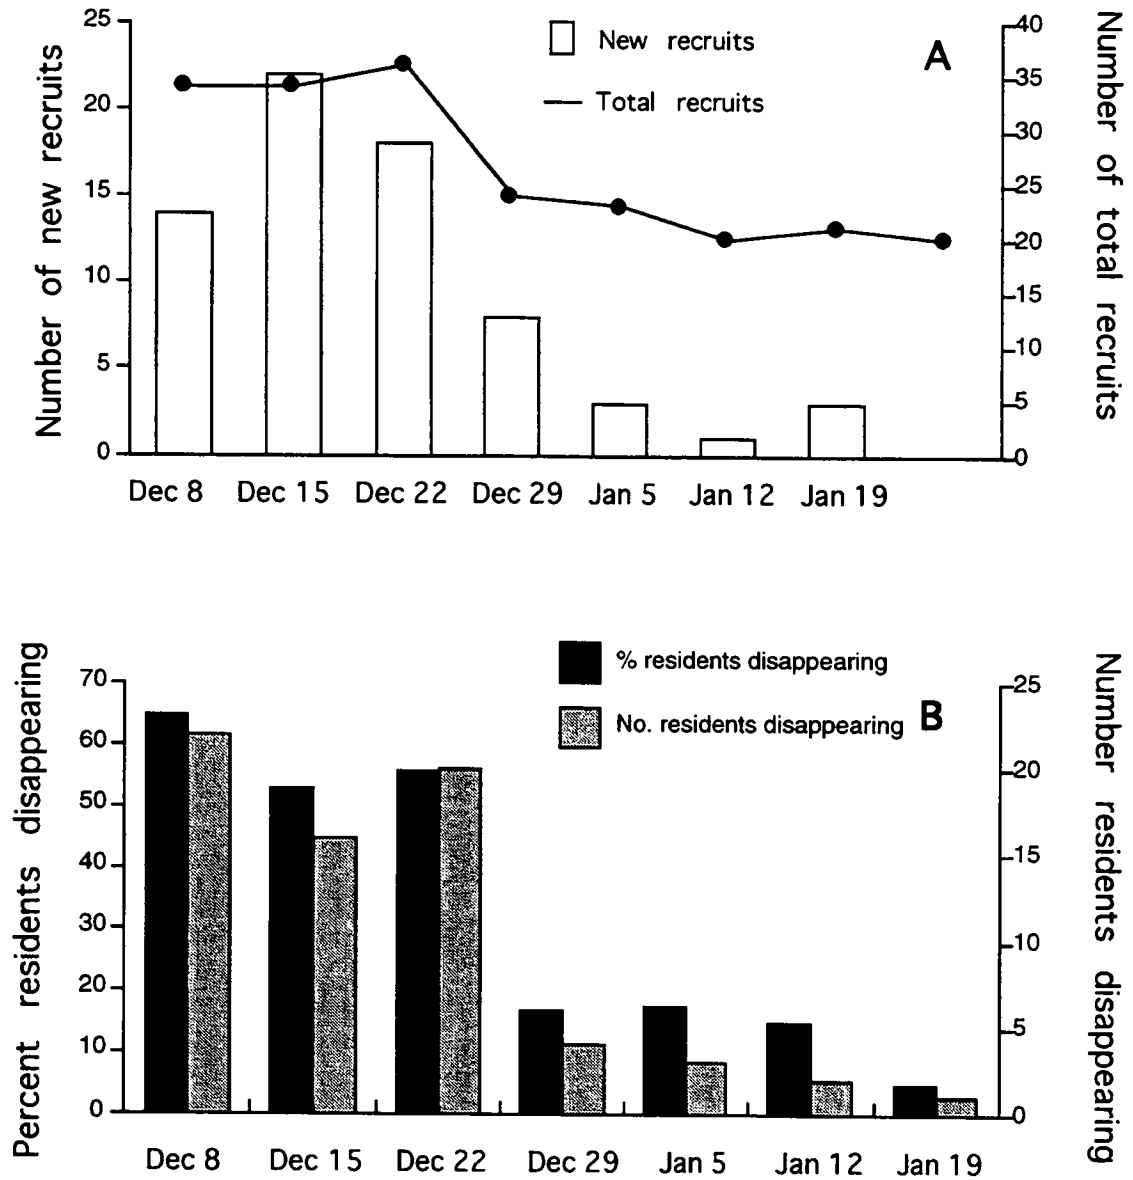 Number of new recruits
25
20
15
10
5
0
New recruits
Total recruits
A
40
35
30
25
20
15
10
5
0
Number of total recruits
Dec 8 Dec 15 Dec 22 Dec 29 Jan 5 Jan 12 Jan 19
Percent residents disappearing
70
60
50
40
30
20
10
0
% residents disappearing
No. residents disappearing
B
25
20
15
10
5
0
Number residents disappearing
Dec 8 Dec 15 Dec 22 Dec 29 Jan 5 Jan 12 Jan 19